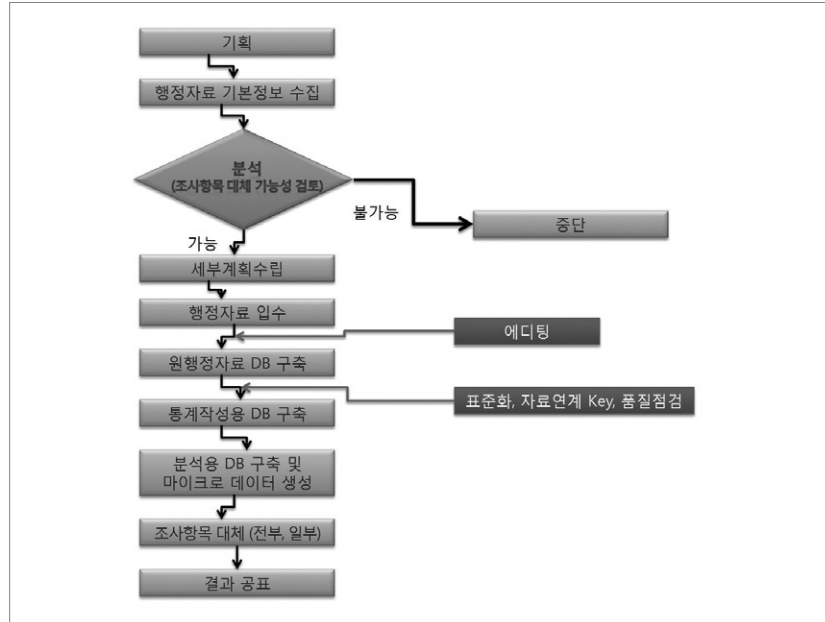 기획
행정자료 기본정보 수집
분석
(조사항목 대체 가능성 검토)
불가능
중단
가능
세부계획수립
행정자료 입수
에디팅
원행정자료 DB 구축
표준화, 자료연계 Key, 품질점검
통계작성용 DB 구축
분석용 DB 구축 및
마이크로 데이터 생성
조사항목 대체 (전부, 일부)
결과 공표